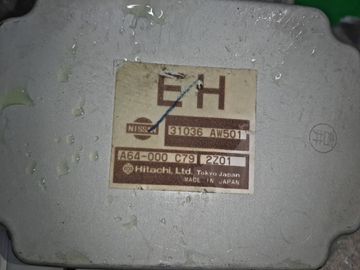 EH
NISSAN 31036 AW501
A64-000 C79 2Z01
Hitachi, Ltd. Tokyo Japan
MADE IN JAPAN